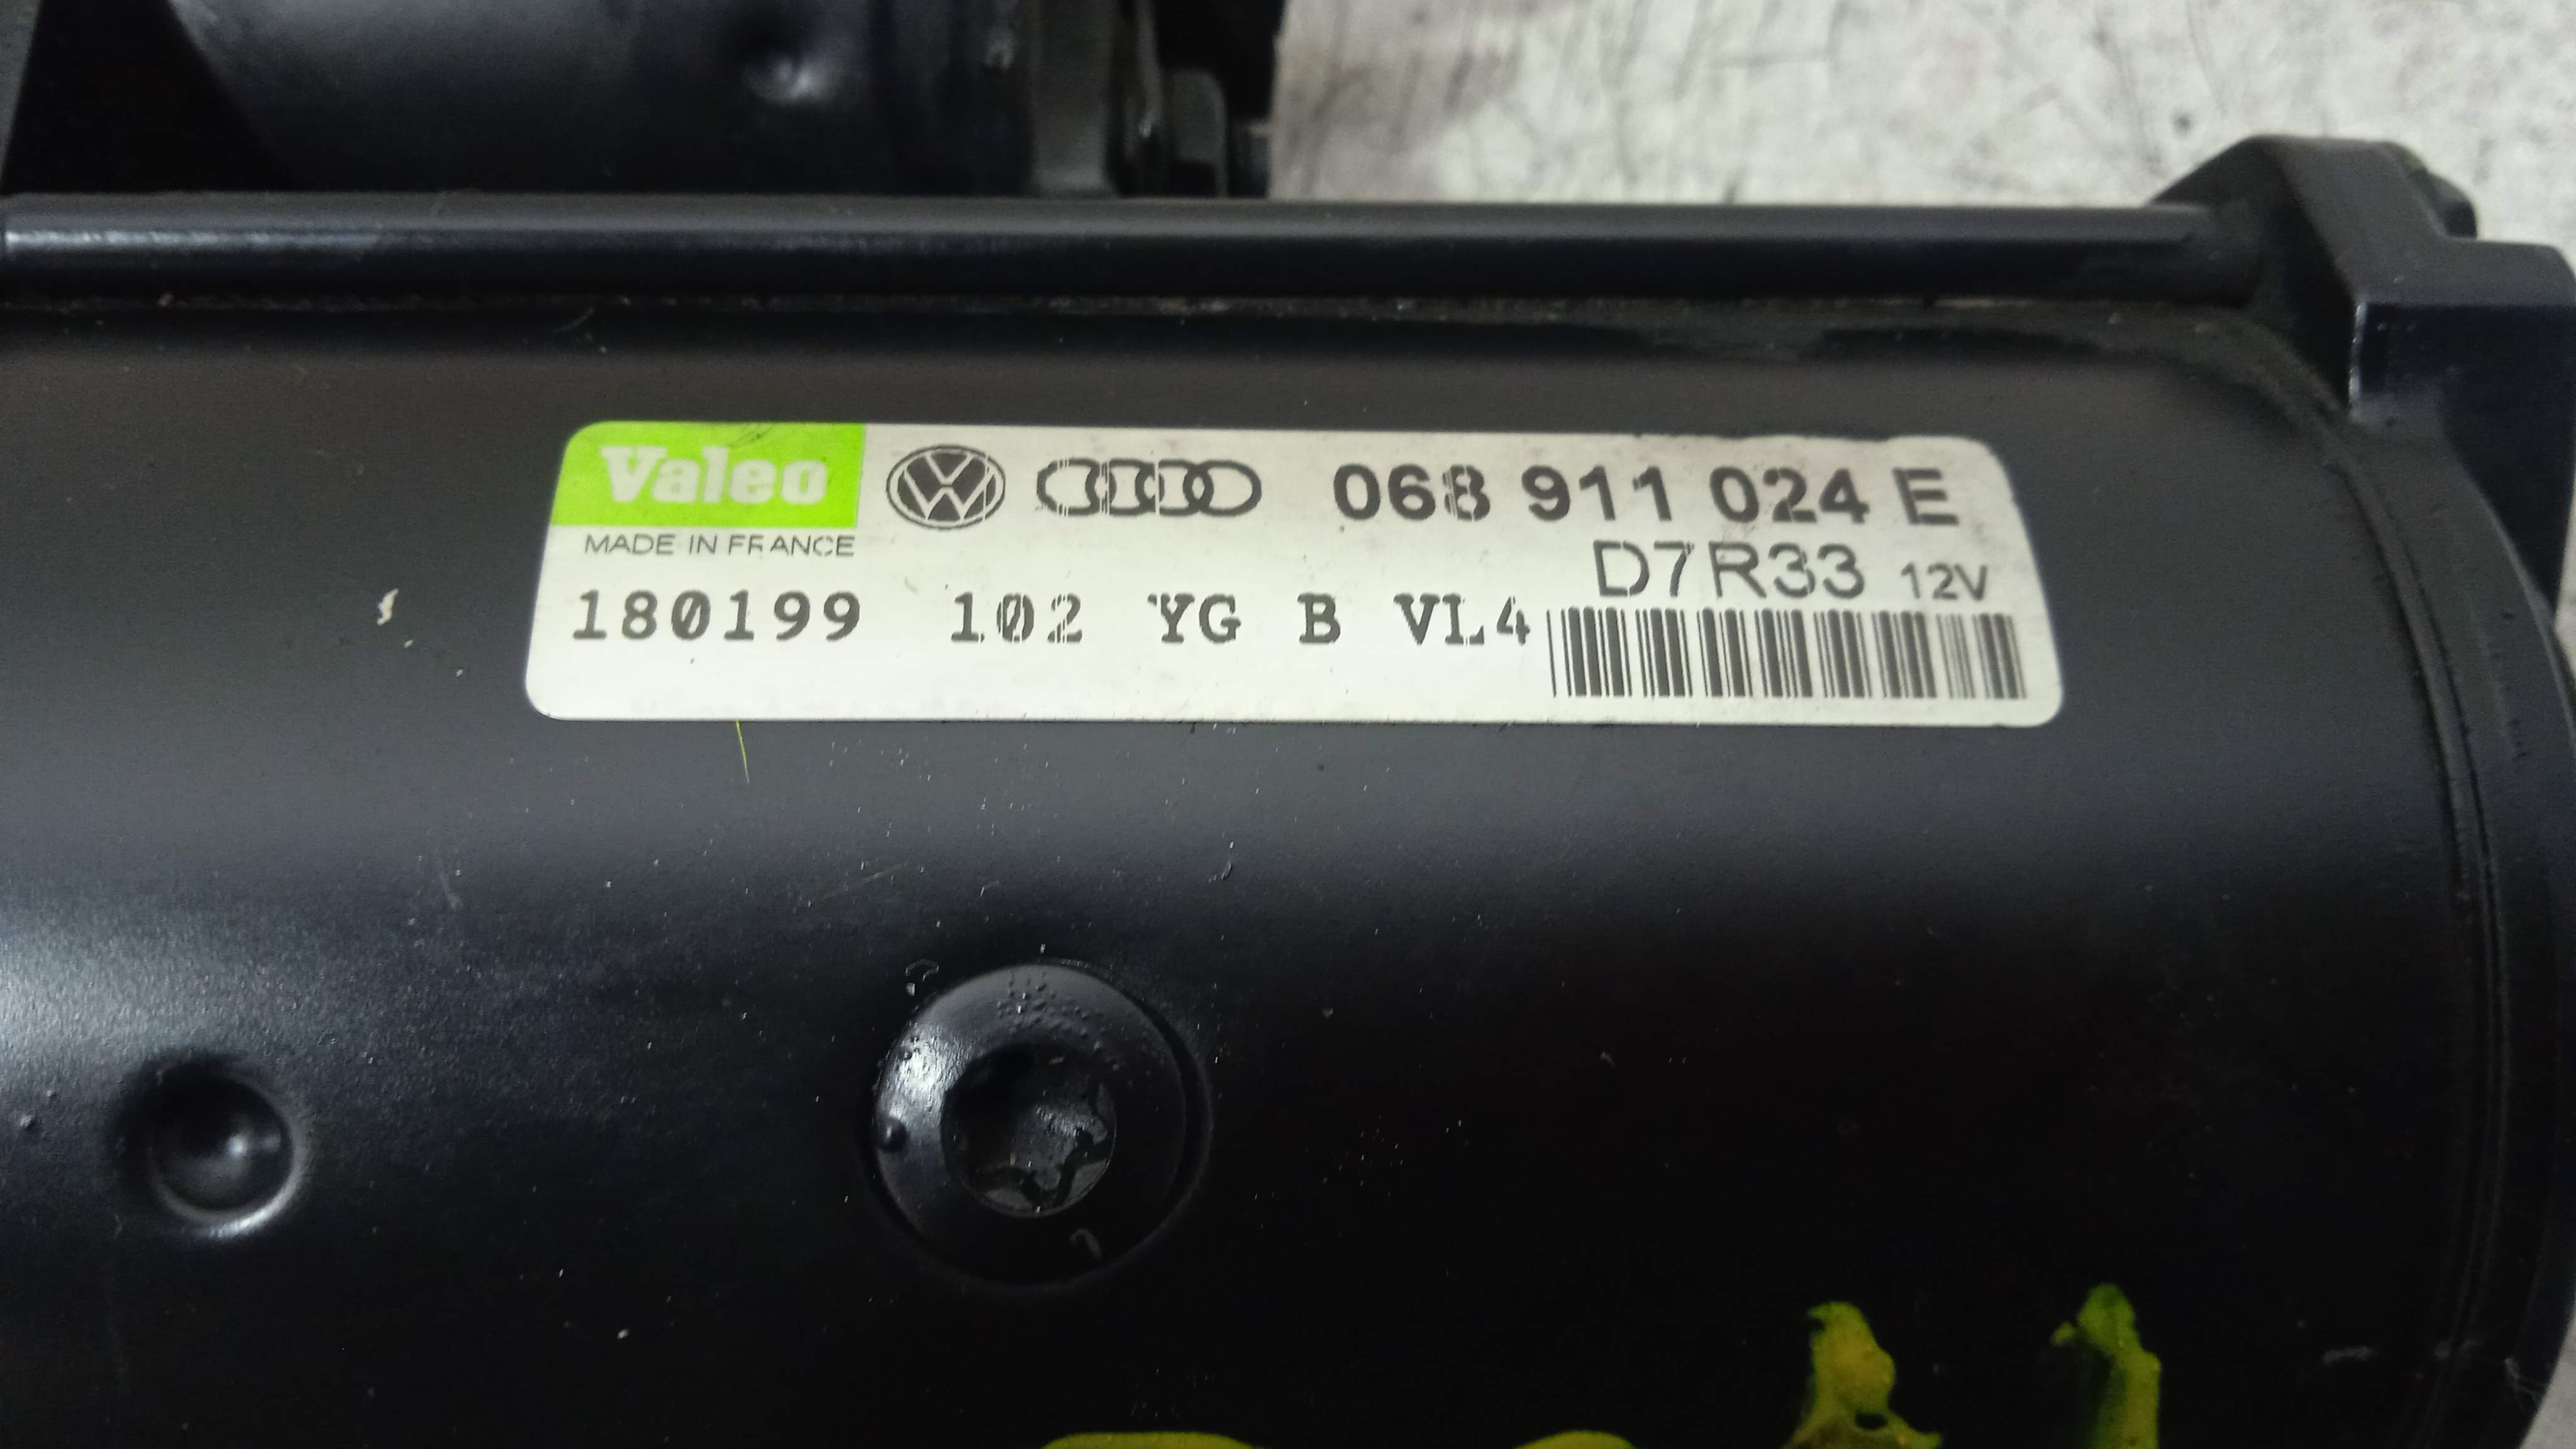 Valeo 068 911 024 E
MADE IN FRANCE D7R33 12V
180199 102 YG B VL4